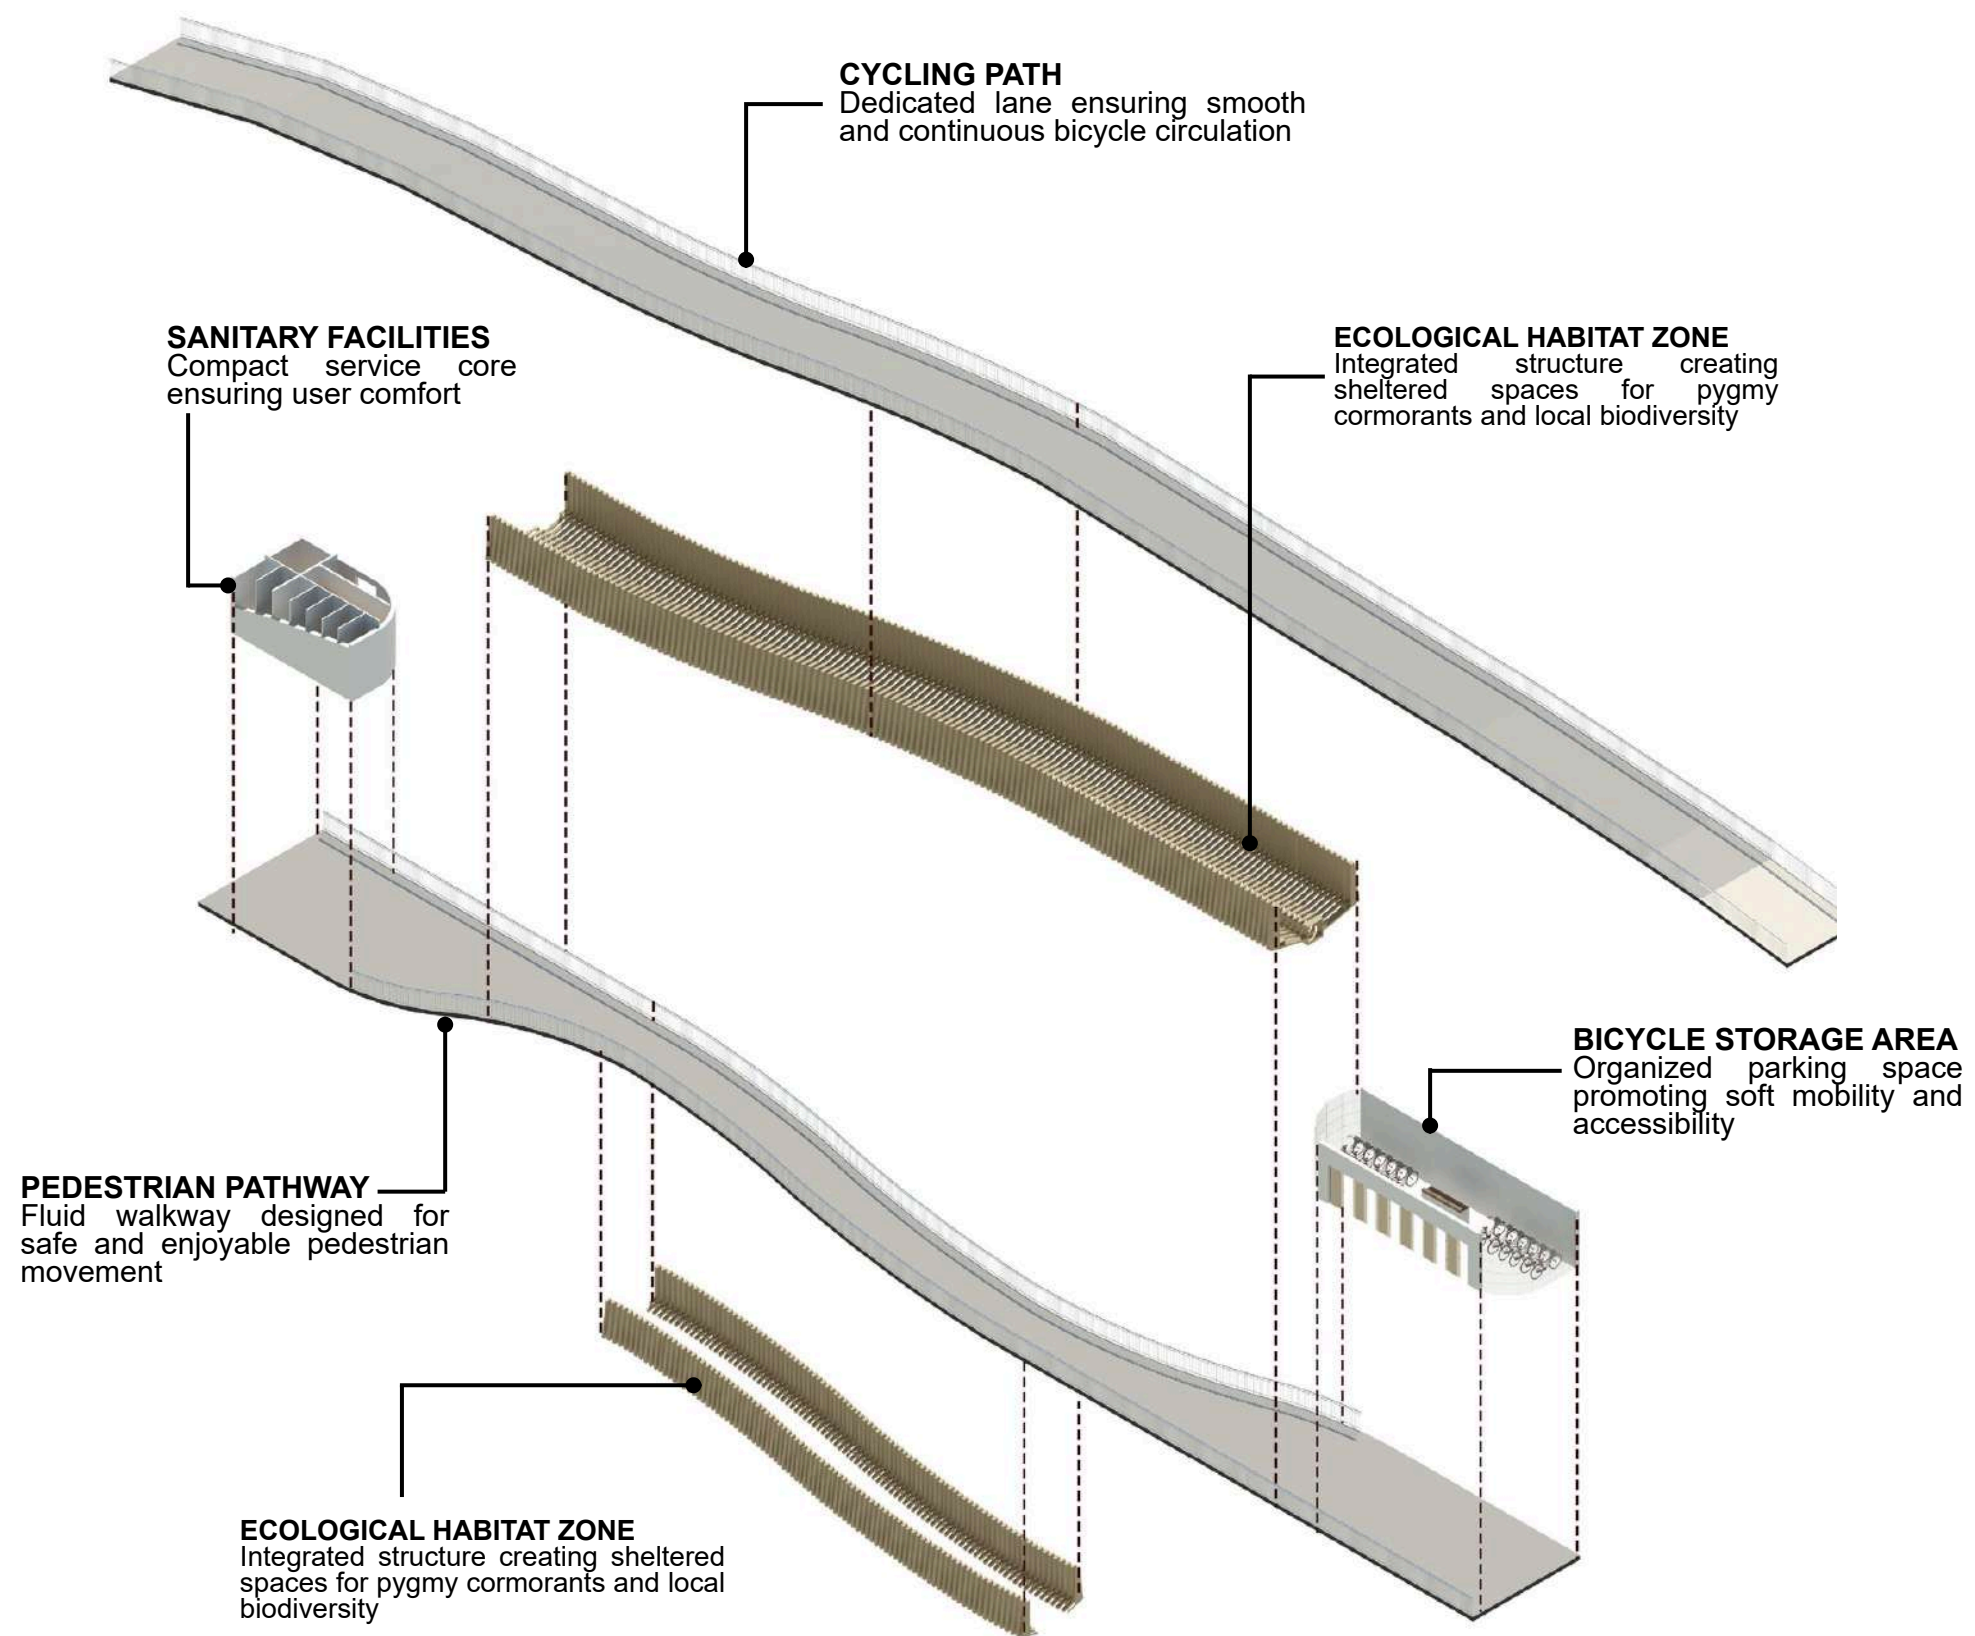 CYCLING PATH
Dedicated lane ensuring smooth
and continuous bicycle circulation
SANITARY FACILITIES
Compact service core
ensuring user comfort
ECOLOGICAL HABITAT ZONE
Integrated structure creating
sheltered spaces for pygmy
cormorants and local biodiversity
BICYCLE STORAGE AREA
Organized parking space
promoting soft mobility and
accessibility
PEDESTRIAN PATHWAY
Fluid walkway designed for
safe and enjoyable pedestrian
movement
ECOLOGICAL HABITAT ZONE
Integrated structure creating sheltered
spaces for pygmy cormorants and local
biodiversity